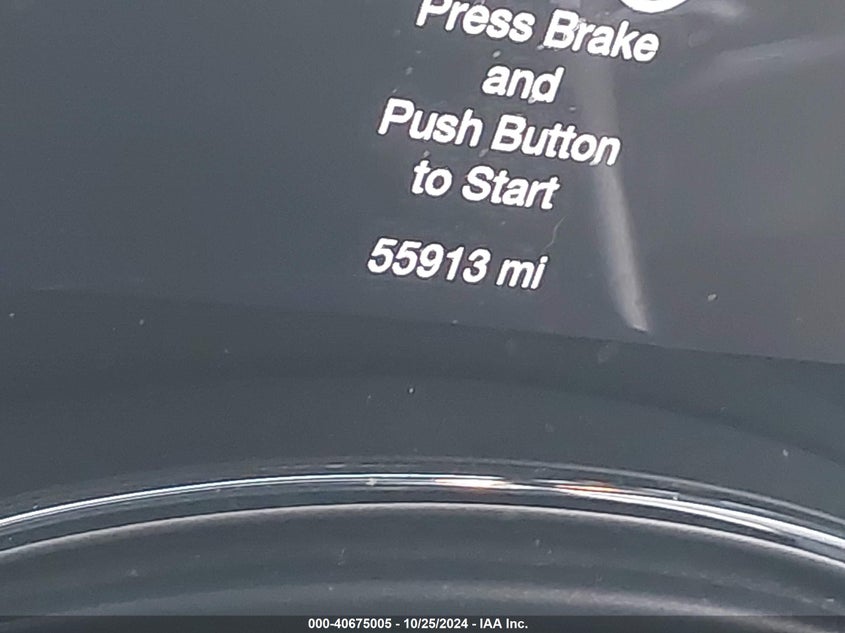 Press Brake
and
Push Button
to Start
55913 mi
000-40675005 - 10/25/2024 - IAA Inc.